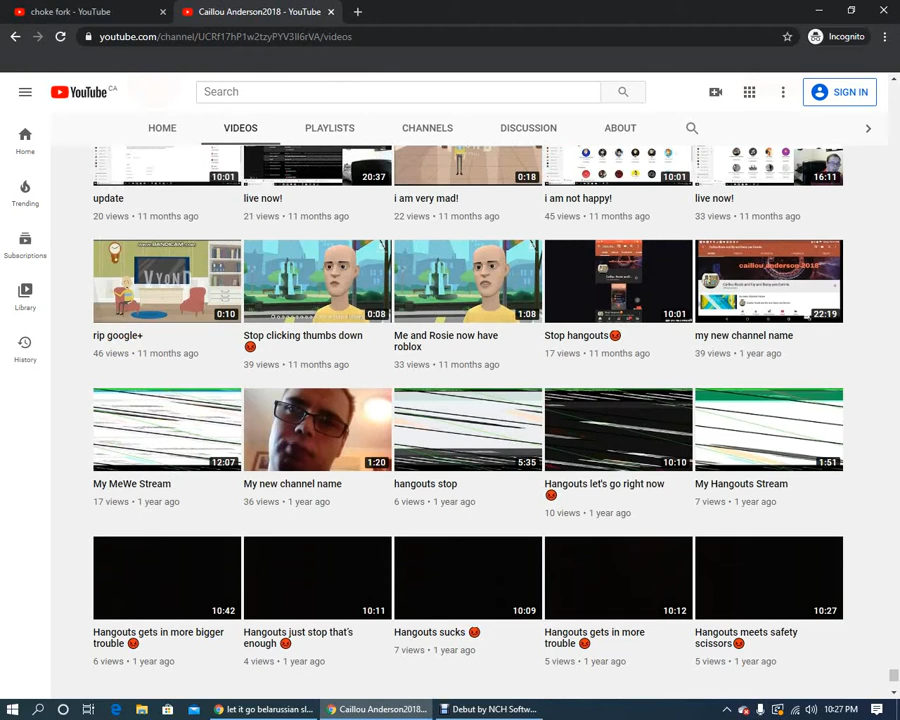 choke fork - YouTube
Caillou Anderson2018 - YouTube
youtube.com/channel/UCRf17hP1w2tzyPYV3Il6rVA/videos
Incognito
YouTube CA
Search
SIGN IN
HOME VIDEOS PLAYLISTS CHANNELS DISCUSSION ABOUT
Home
Trending
Subscriptions
Library
History
10:01 20:37 0:18 10:01 16:11
update live now! i am very mad! i am not happy! live now!
20 views • 11 months ago 21 views • 11 months ago 22 views • 11 months ago 45 views • 11 months ago 33 views • 11 months ago
WWW.BANDICAM.COM
VYOND
caillou anderson 2018
0:10 0:08 1:08 10:01 22:19
rip google+ Stop clicking thumbs down 😡 Me and Rosie now have roblox Stop hangouts😡 my new channel name
46 views • 11 months ago 39 views • 11 months ago 33 views • 11 months ago 17 views • 11 months ago 39 views • 1 year ago
12:07 1:20 5:35 10:10 1:51
My MeWe Stream My new channel name hangouts stop Hangouts let's go right now 😡 My Hangouts Stream
17 views • 1 year ago 36 views • 1 year ago 6 views • 1 year ago 10 views • 1 year ago 7 views • 1 year ago
10:42 10:11 10:09 10:12 10:27
Hangouts gets in more bigger trouble 😡 Hangouts just stop that's enough 😡 Hangouts sucks 😡 Hangouts gets in more trouble 😡 Hangouts meets safety scissors😡
6 views • 1 year ago 4 views • 1 year ago 7 views • 1 year ago 5 views • 1 year ago 5 views • 1 year ago
let it go belarussian sl...
Caillou Anderson2018...
Debut by NCH Softw...
10:27 PM